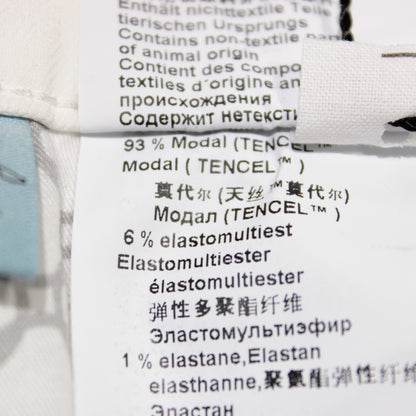 Enthält nichttextile Teile
tierischen Ursprungs
Contains non-textile part
of animal origin
Contient des compo
textiles d´origine an
происхождения
Содержит нетексти
93 % Modal ( TENCEL™ )
Modal ( TENCEL™ )
莫代尔 (天丝™莫代尔)
Модал (TENCEL™ )
6 % elastomultiest
Elastomultiester
élastomultiester
弹性多聚酯纤维
Эластомультиэфир
1 % elastane, Elastan
elasthanne, 聚氨酯弹性纤维
Эластан